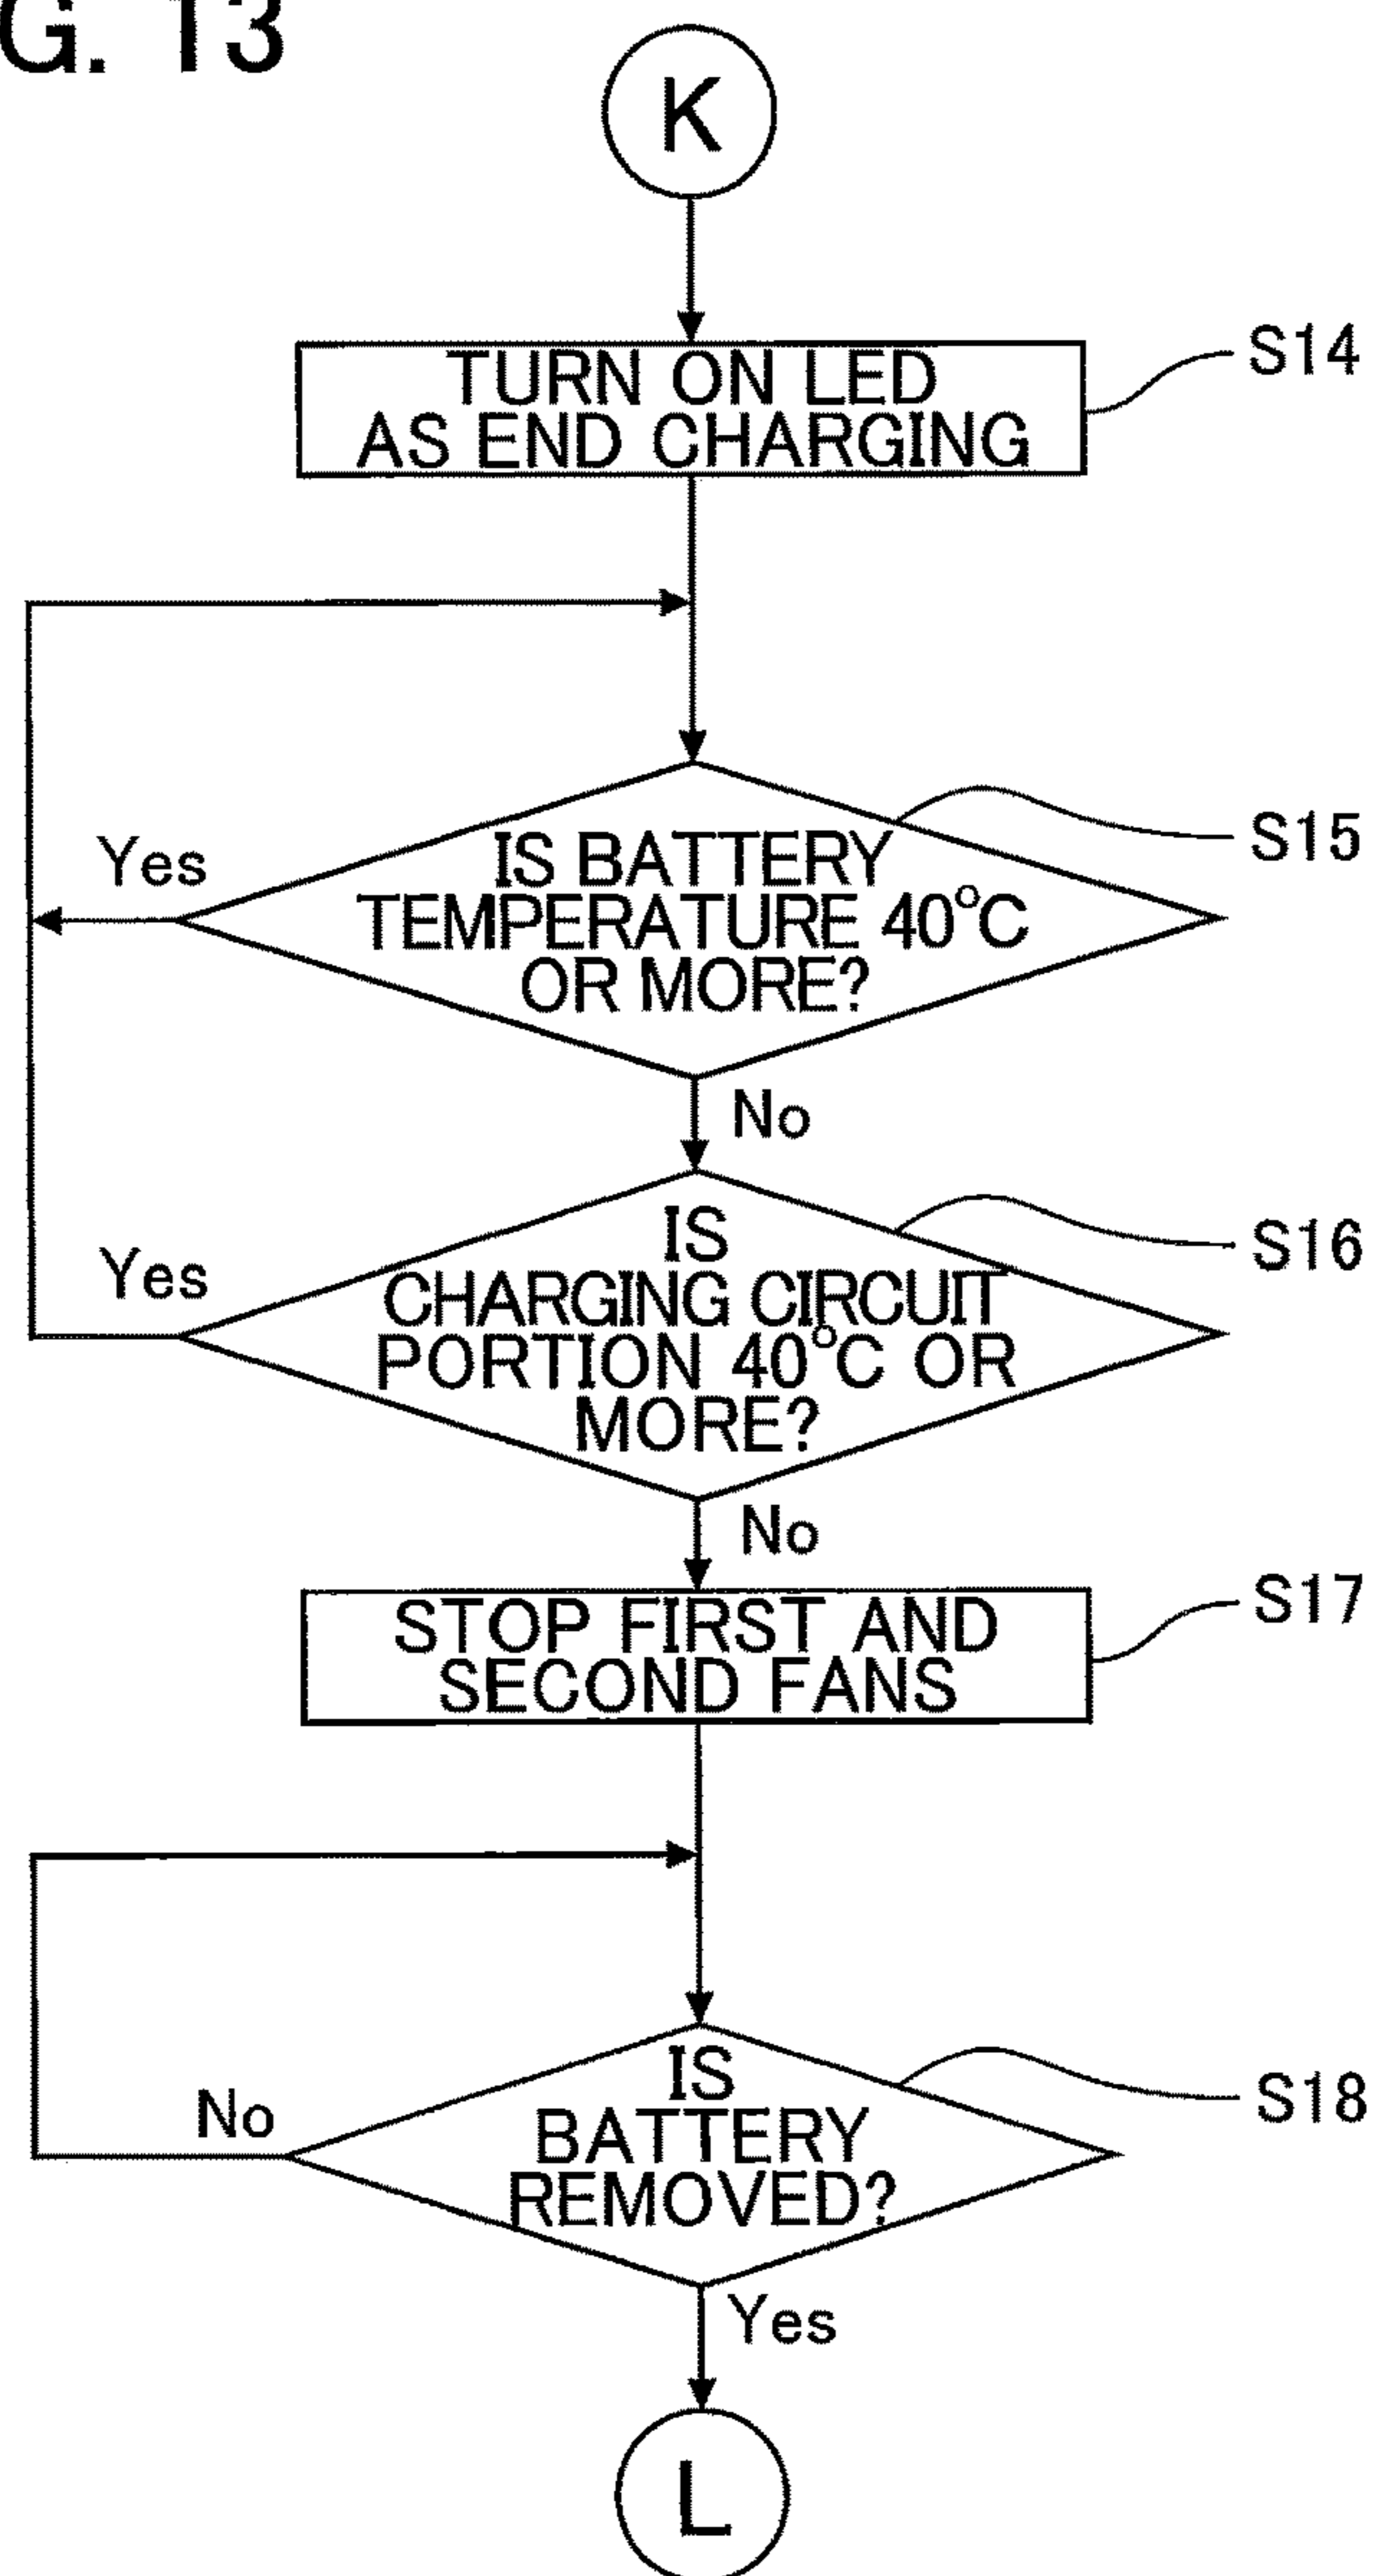 G. 13
K
TURN ON LED
AS END CHARGING
S14
IS BATTERY
TEMPERATURE 40°C
OR MORE?
S15
Yes
No
IS
CHARGING CIRCUIT
PORTION 40°C OR
MORE?
S16
Yes
No
STOP FIRST AND
SECOND FANS
S17
IS
BATTERY
REMOVED?
S18
No
Yes
L